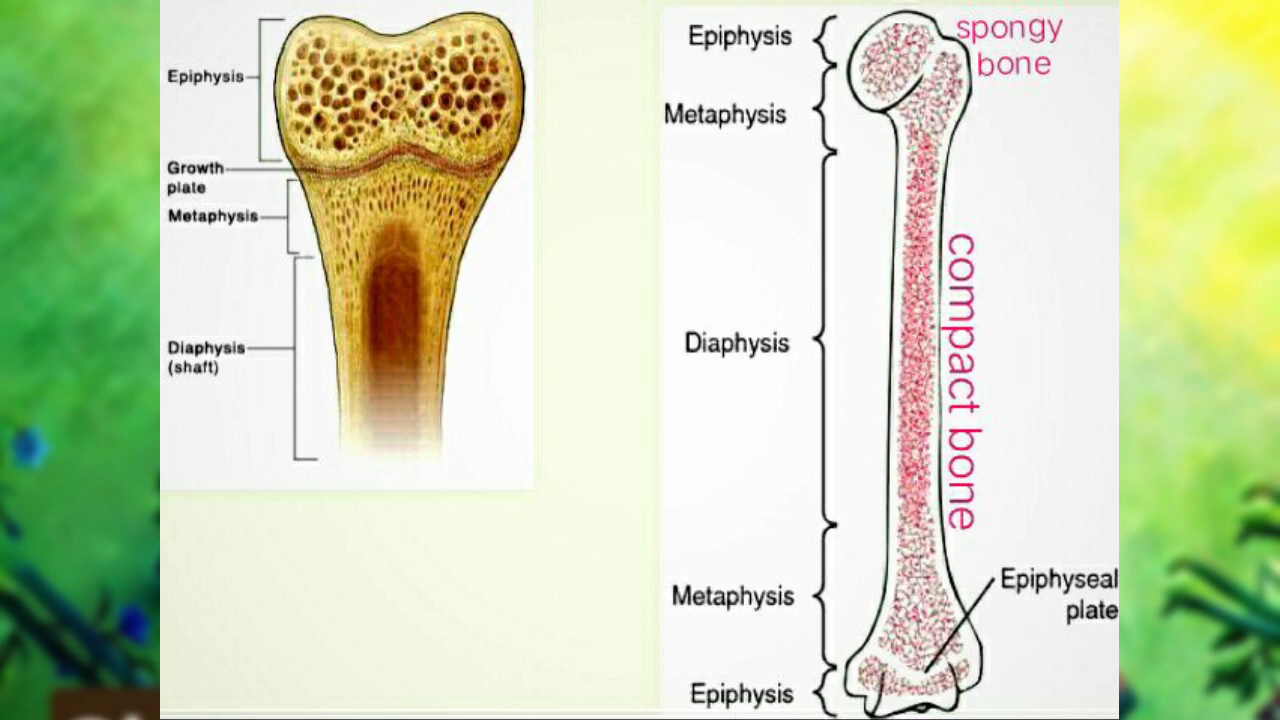 Epiphysis
Growth
plate
Metaphysis
Diaphysis
(shaft)
Epiphysis
spongy
bone
Metaphysis
compact bone
Diaphysis
Metaphysis
Epiphyseal
plate
Epiphysis